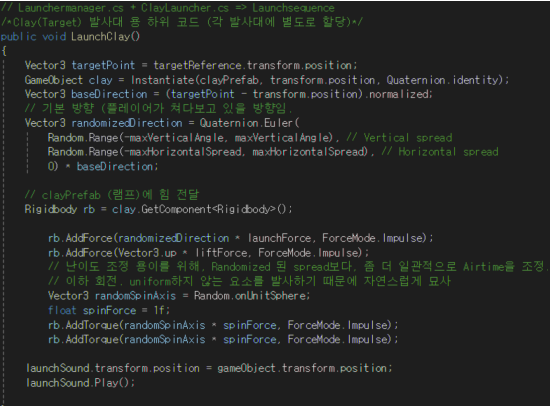 // Launchermanager.cs + ClayLauncher.cs => Launchsequence
/*Clay(Target) 발사대 용 하위 코드 (각 발사대에 별도로 할당)*/
public void LaunchClay()
{
Vector3 targetPoint = targetReference.transform.position;
GameObject clay = Instantiate(clayPrefab, transform.position, Quaternion.identity);
Vector3 baseDirection = (targetPoint - transform.position).normalized;
// 기본 방향 (플레이어가 쳐다보고 있을 방향임.
Vector3 randomizedDirection = Quaternion.Euler(
Random.Range(-maxVerticalAngle, maxVerticalAngle), // Vertical spread
Random.Range(-maxHorizontalSpread, maxHorizontalSpread), // Horizontal spread
0) * baseDirection;
// clayPrefab (램프)에 힘 전달
Rigidbody rb = clay.GetComponent<Rigidbody>();
rb.AddForce(randomizedDirection * launchForce, ForceMode.Impulse);
rb.AddForce(Vector3.up * liftForce, ForceMode.Impulse);
// 난이도 조정 용이를 위해, Randomized 된 spread보다, 좀 더 일관적으로 Airtime을 조정.
// 이하 회전. uniform하지 않는 요소를 발사하기 때문에 자연스럽게 묘사
Vector3 randomSpinAxis = Random.onUnitSphere;
float spinForce = 1f;
rb.AddTorque(randomSpinAxis * spinForce, ForceMode.Impulse);
rb.AddTorque(randomSpinAxis * spinForce, ForceMode.Impulse);
launchSound.transform.position = gameObject.transform.position;
launchSound.Play();